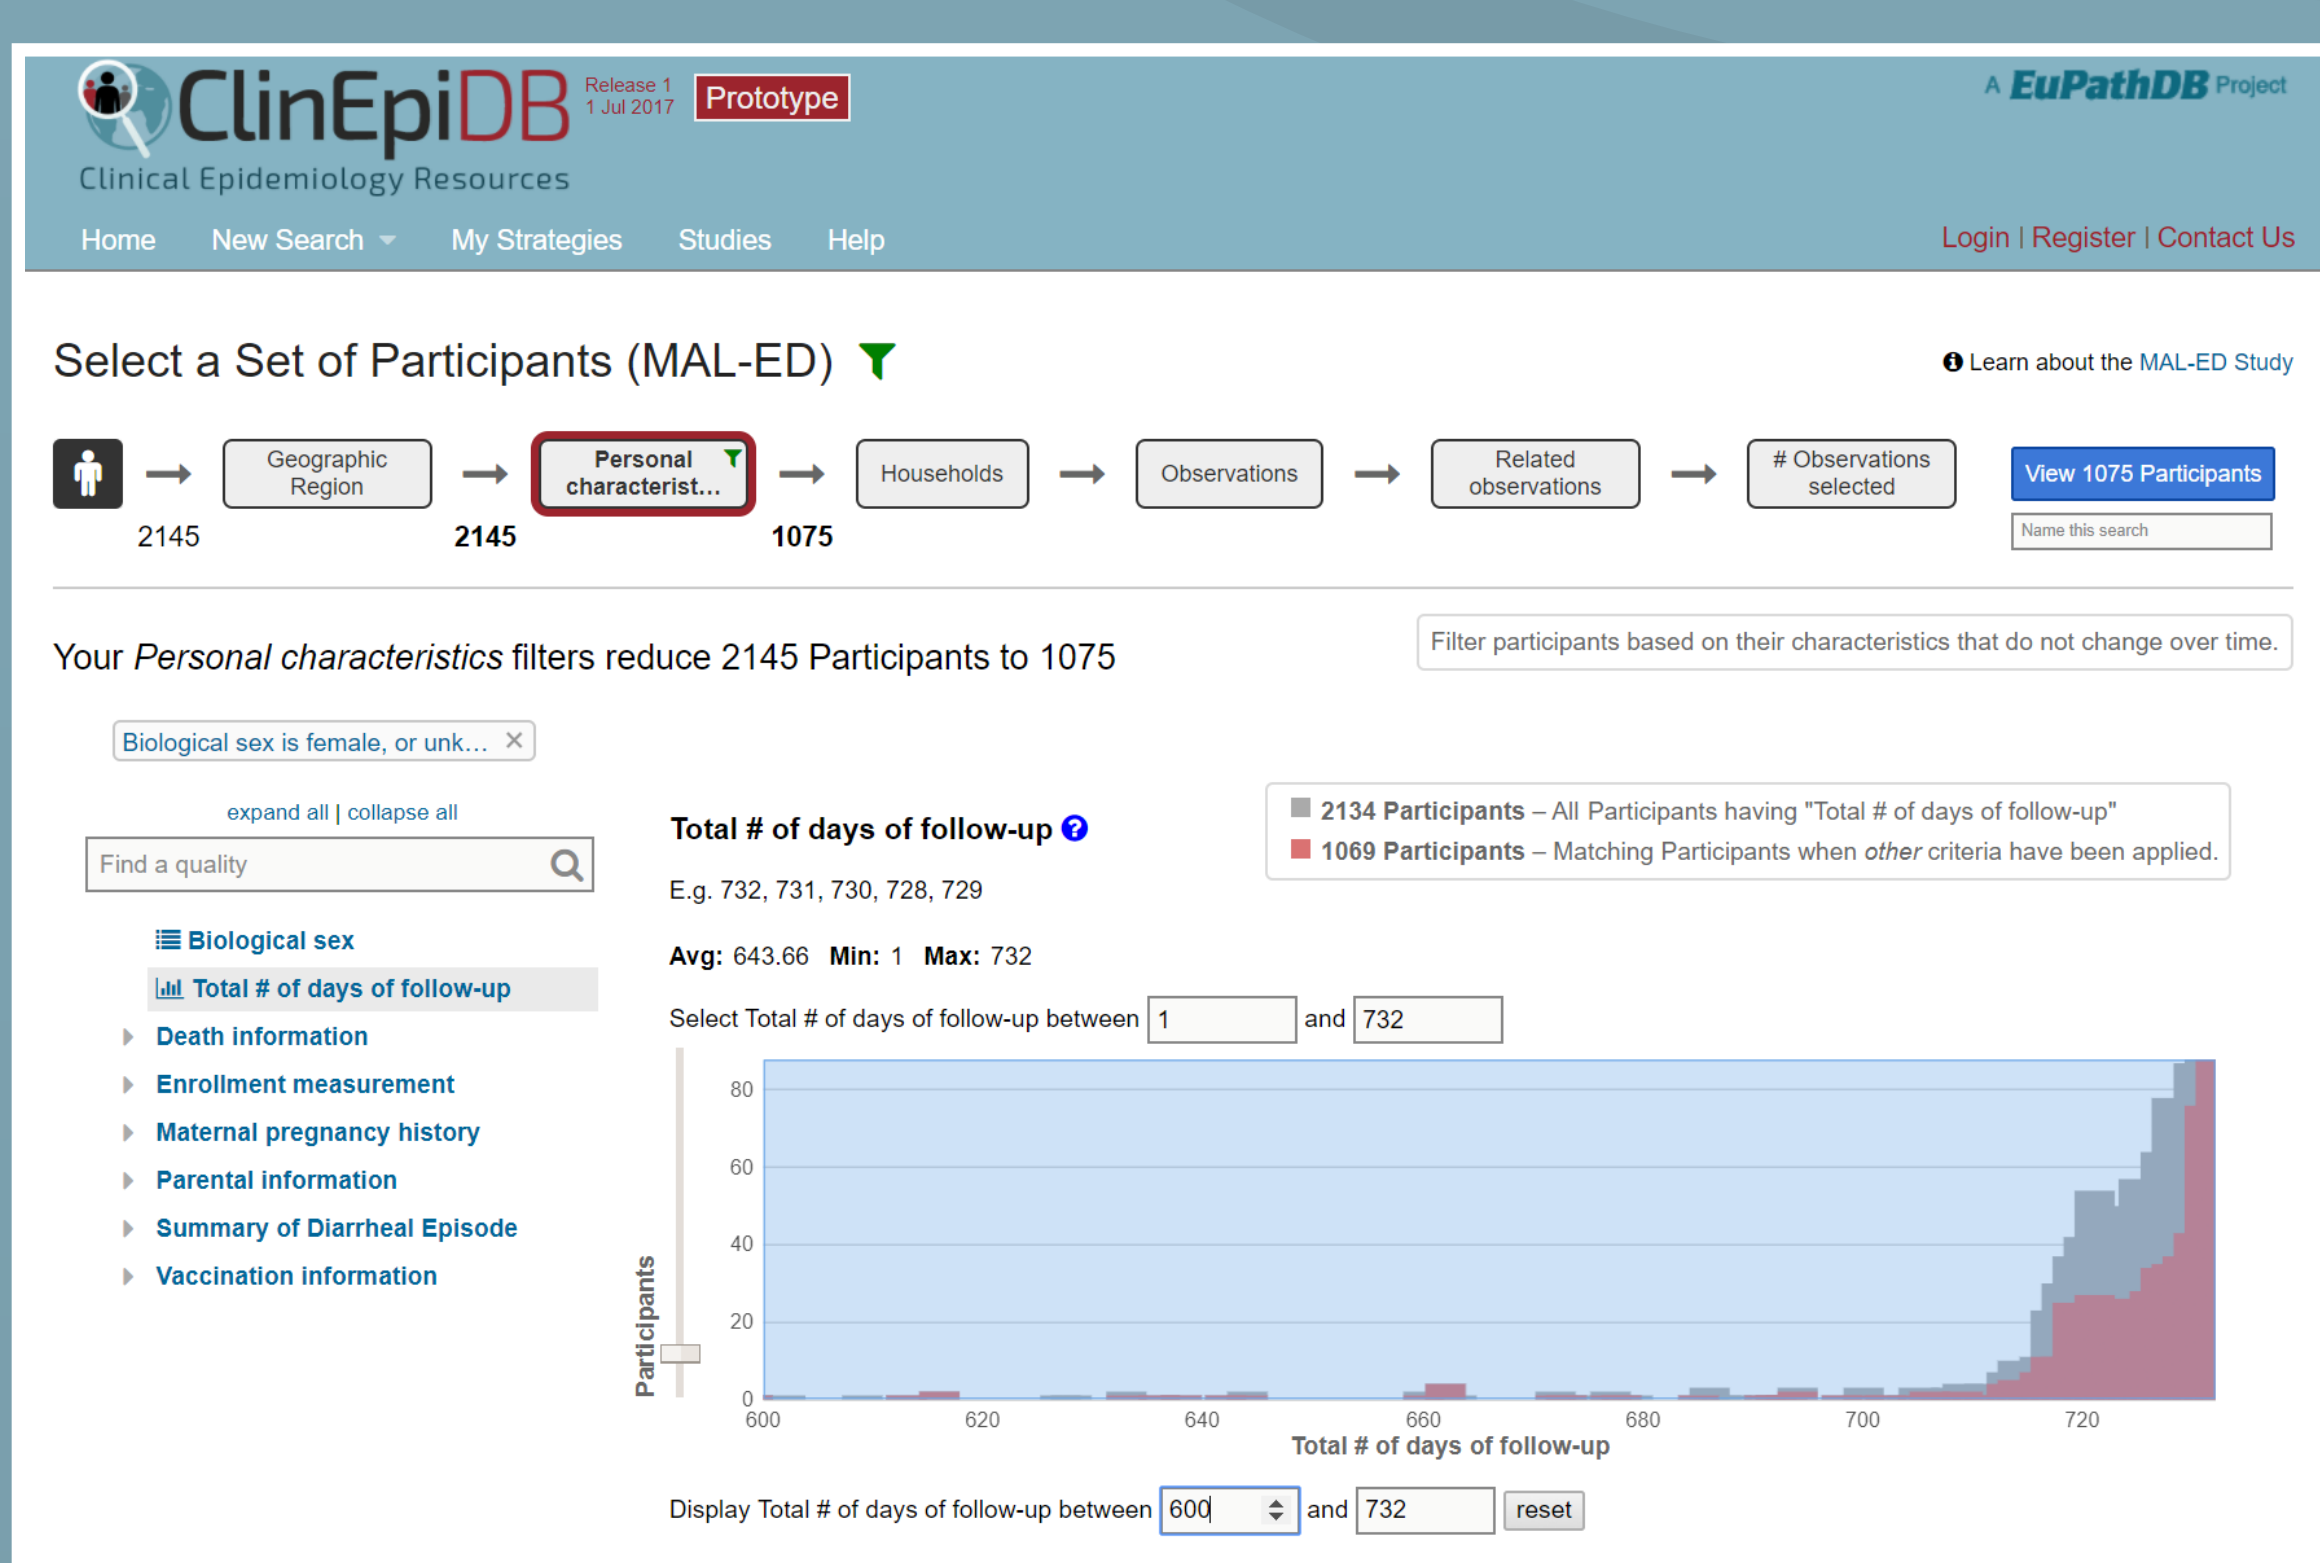 ClinEpiDB
Release 1
1 Jul 2017
Prototype
A EuPathDB Project
Clinical Epidemiology Resources
Home New Search My Strategies Studies Help
Login | Register | Contact Us
Select a Set of Participants (MAL-ED)
Learn about the MAL-ED Study
Geographic
Region
Personal
characterist...
Households
Observations
Related
observations
# Observations
selected
View 1075 Participants
2145
2145
1075
Name this search
Your Personal characteristics filters reduce 2145 Participants to 1075
Filter participants based on their characteristics that do not change over time.
Biological sex is female, or unk...
expand all | collapse all
Find a quality
Biological sex
Total # of days of follow-up
Death information
Enrollment measurement
Maternal pregnancy history
Parental information
Summary of Diarrheal Episode
Vaccination information
Total # of days of follow-up
2134 Participants – All Participants having "Total # of days of follow-up"
1069 Participants – Matching Participants when other criteria have been applied.
E.g. 732, 731, 730, 728, 729
Avg: 643.66 Min: 1 Max: 732
Select Total # of days of follow-up between 1 and 732
Participants
80
60
40
20
0
600 620 640 660 680 700 720
Total # of days of follow-up
Display Total # of days of follow-up between 600 and 732 reset